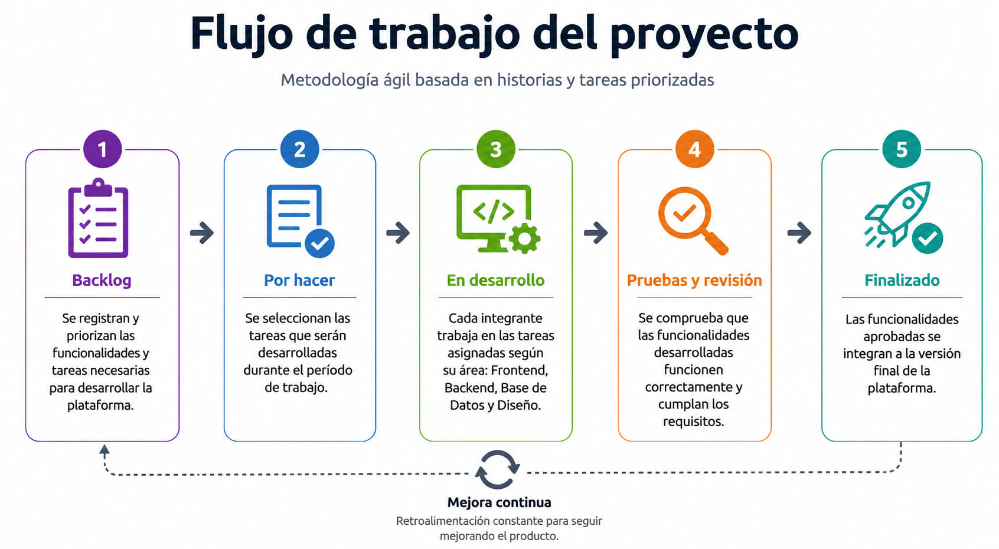 Flujo de trabajo del proyecto
Metodología ágil basada en historias y tareas priorizadas
1
Backlog
Se registran y
priorizan las
funcionalidades y
tareas necesarias
para desarrollar la
plataforma.
2
Por hacer
Se seleccionan las
tareas que serán
desarrolladas
durante el período
de trabajo.
3
</>
En desarrollo
Cada integrante
trabaja en las tareas
asignadas según
su área: Frontend,
Backend, Base de
Datos y Diseño.
4
Pruebas y revisión
Se comprueba que
las funcionalidades
desarrolladas
funcionen
correctamente y
cumplan los
requisitos.
5
Finalizado
Las funcionalidades
aprobadas se
integran a la versión
final de la
plataforma.
Mejora continua
Retroalimentación constante para seguir
mejorando el producto.